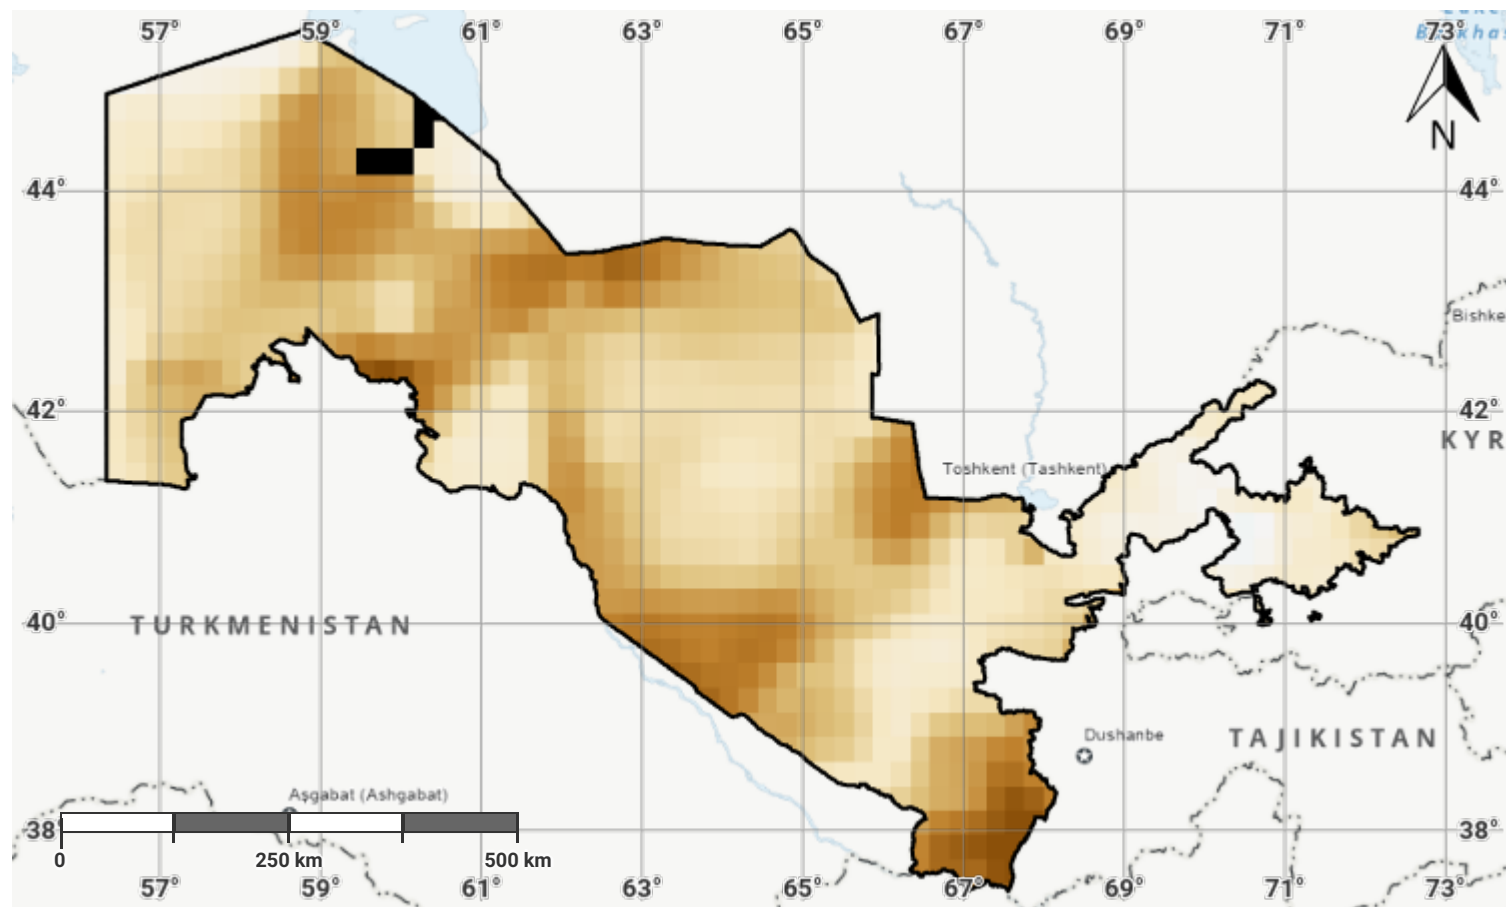 57° 59° 61° 63° 65° 67° 69° 71° 73°
N
44° 44°
Bishke
42° 42°
KYR
Toshkent (Tashkent)
40° 40°
TURKMENISTAN
Dushanbe
TAJIKISTAN
Aşgabat (Ashgabat)
38° 38°
0 250 km 500 km
57° 59° 61° 63° 65° 67° 69° 71° 73°